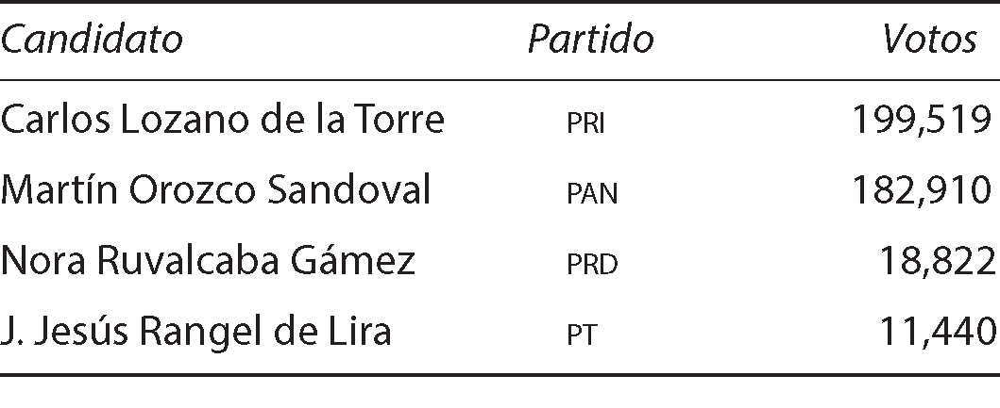 Candidato Partido Votos
Carlos Lozano de la Torre PRI 199,519
Martín Orozco Sandoval PAN 182,910
Nora Ruvalcaba Gámez PRD 18,822
J. Jesús Rangel de Lira PT 11,440